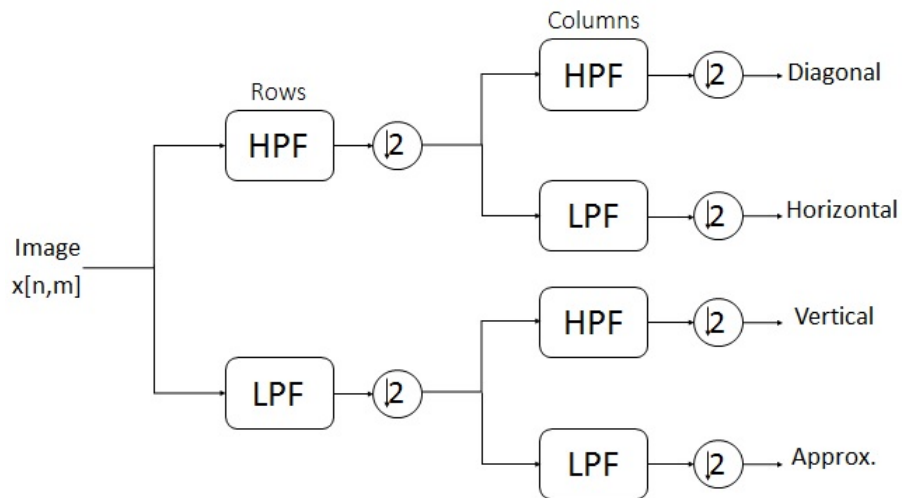 Columns
HPF
↓2
Diagonal
Rows
HPF
↓2
LPF
↓2
Horizontal
Image
x[n,m]
HPF
↓2
Vertical
LPF
↓2
LPF
↓2
Approx.